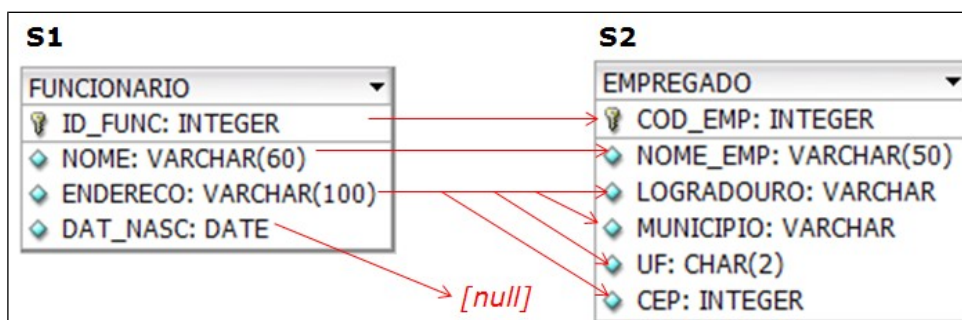 S1
FUNCIONARIO
ID_FUNC: INTEGER
NOME: VARCHAR(60)
ENDERECO: VARCHAR(100)
DAT_NASC: DATE
[null]
S2
EMPREGADO
COD_EMP: INTEGER
NOME_EMP: VARCHAR(50)
LOGRADOURO: VARCHAR
MUNICIPIO: VARCHAR
UF: CHAR(2)
CEP: INTEGER